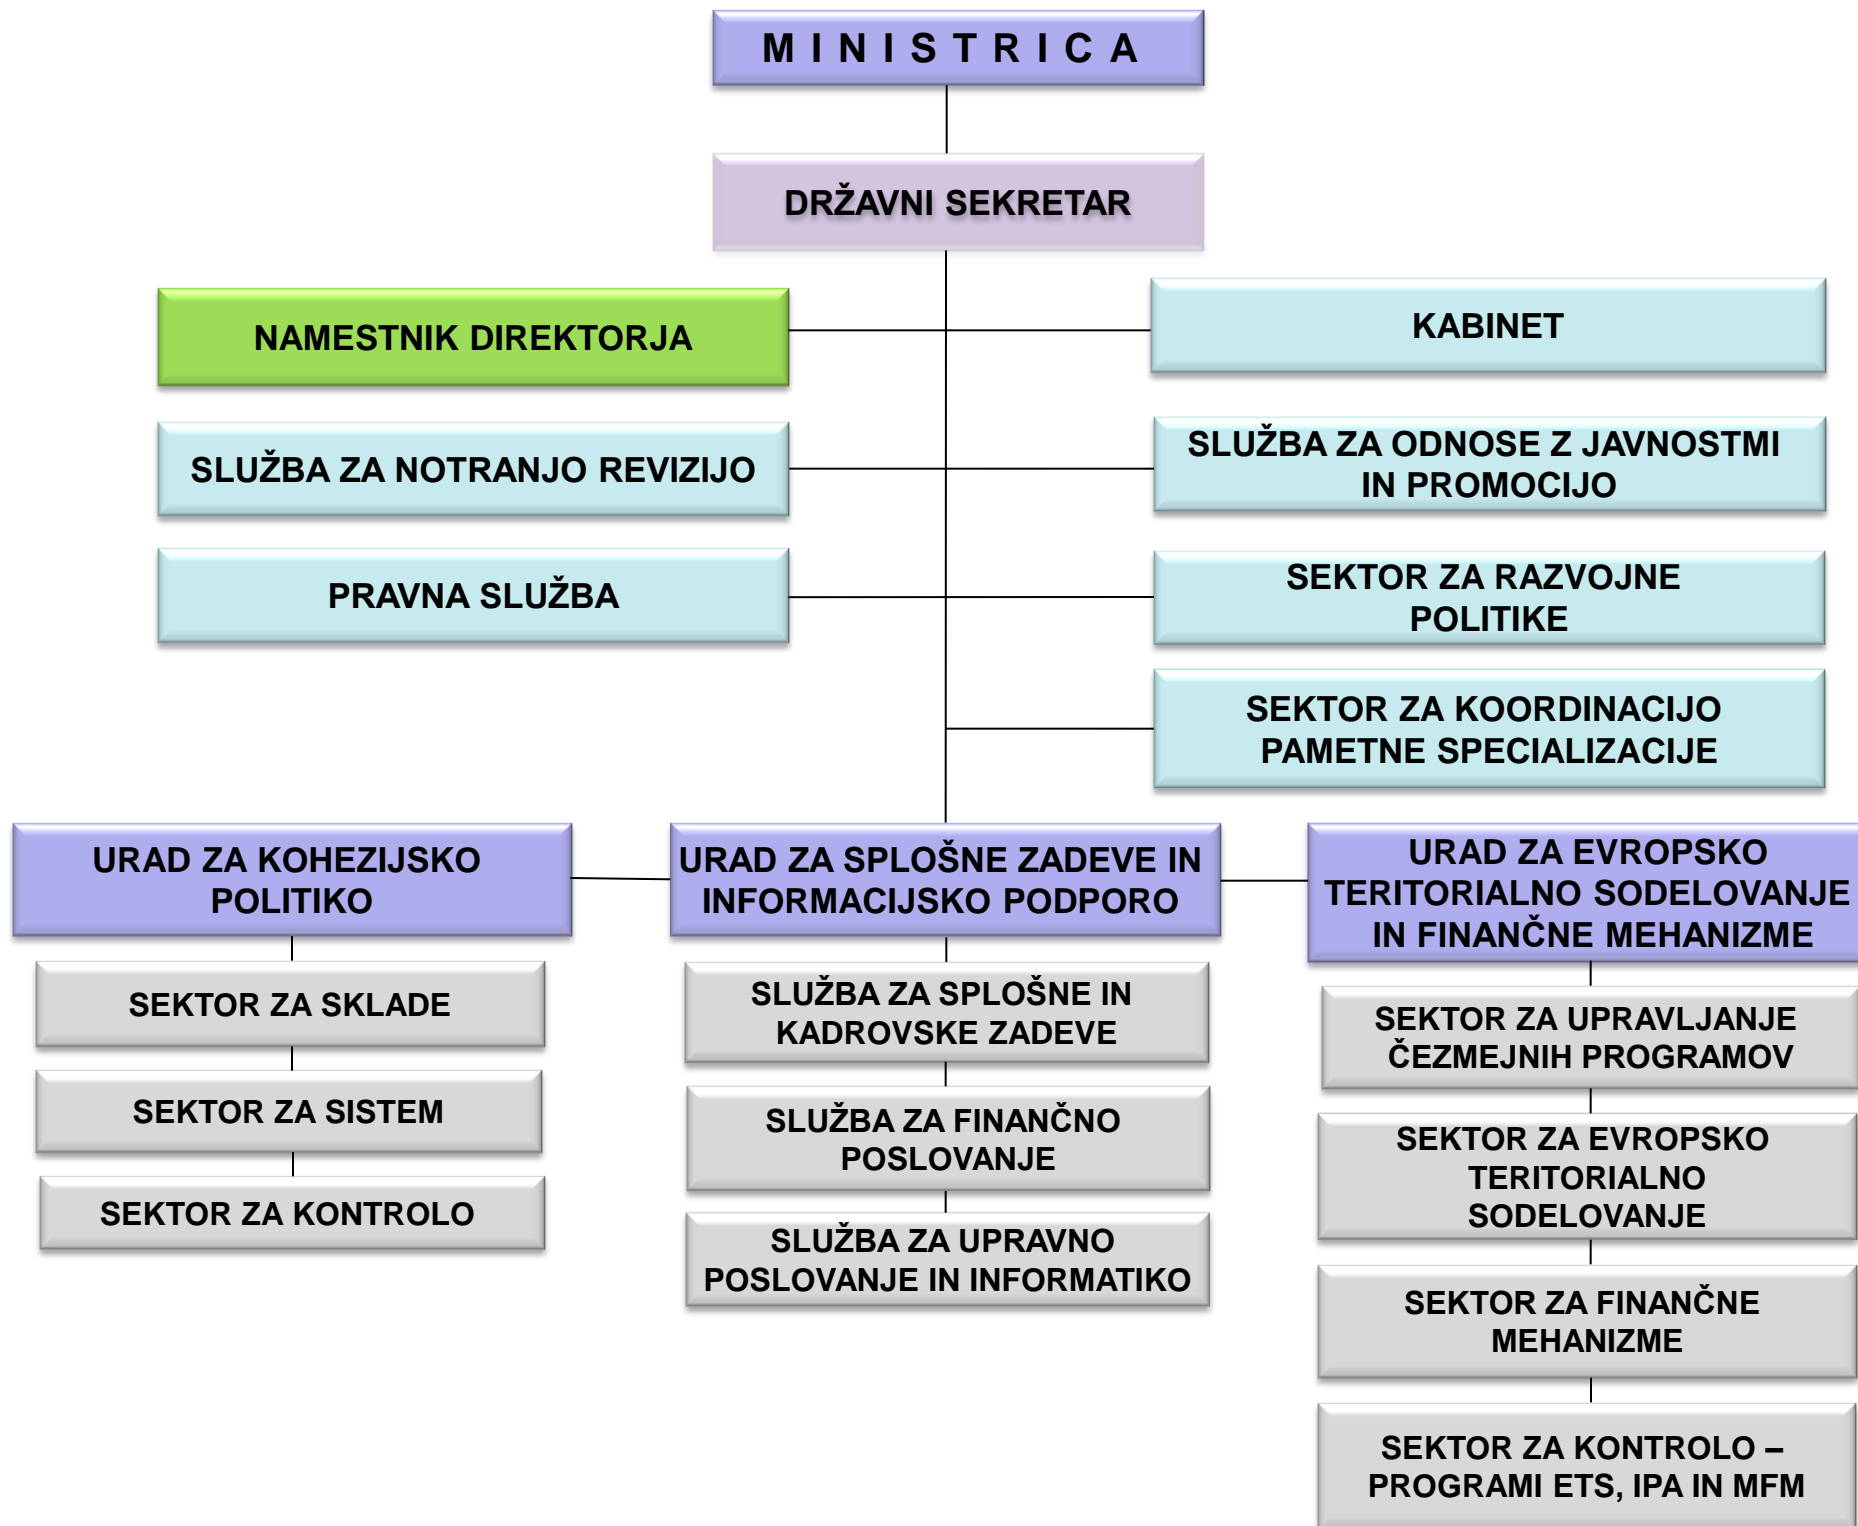 M I N I S T R I C A
DRŽAVNI SEKRETAR
NAMESTNIK DIREKTORJA
KABINET
SLUŽBA ZA NOTRANJO REVIZIJO
SLUŽBA ZA ODNOSE Z JAVNOSTMI
IN PROMOCIJO
PRAVNA SLUŽBA
SEKTOR ZA RAZVOJNE
POLITIKE
SEKTOR ZA KOORDINACIJO
PAMETNE SPECIALIZACIJE
URAD ZA KOHEZIJSKO
POLITIKO
SEKTOR ZA SKLADE
SEKTOR ZA SISTEM
SEKTOR ZA KONTROLO
URAD ZA SPLOŠNE ZADEVE IN
INFORMACIJSKO PODPORO
SLUŽBA ZA SPLOŠNE IN
KADROVSKE ZADEVE
SLUŽBA ZA FINANČNO
POSLOVANJE
SLUŽBA ZA UPRAVNO
POSLOVANJE IN INFORMATIKO
URAD ZA EVROPSKO
TERITORIALNO SODELOVANJE
IN FINANČNE MEHANIZME
SEKTOR ZA UPRAVLJANJE
ČEZMEJNIH PROGRAMOV
SEKTOR ZA EVROPSKO
TERITORIALNO
SODELOVANJE
SEKTOR ZA FINANČNE
MEHANIZME
SEKTOR ZA KONTROLO –
PROGRAMI ETS, IPA IN MFM